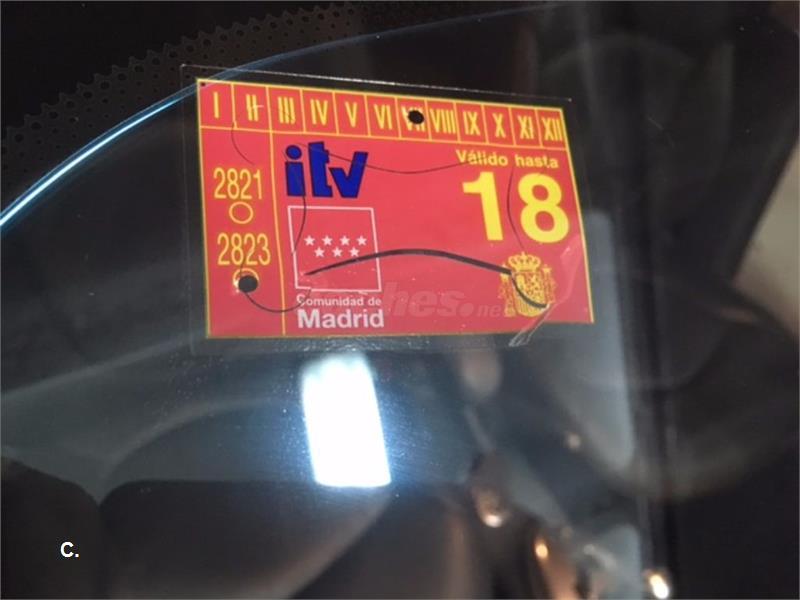 I II III IV V VI VII VIII IX X XI XII
itv
Válido hasta
18
2821
2823
Comunidad de
Madrid
C.